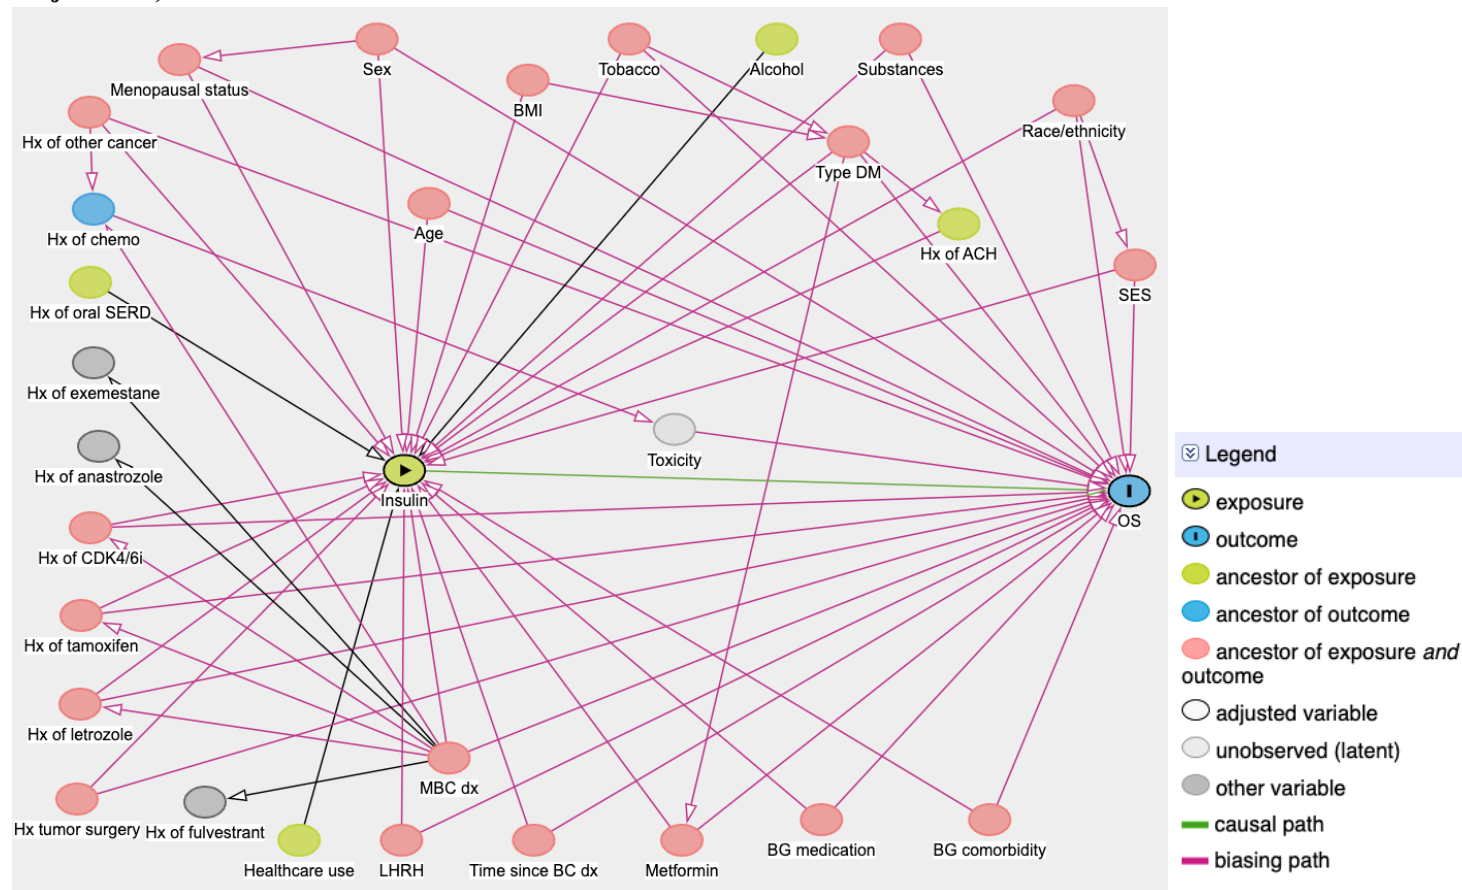 Sex
Tobacco
Alcohol
Substances
Menopausal status
BMI
Race/ethnicity
Hx of other cancer
Type DM
Hx of chemo
Age
Hx of ACH
Hx of oral SERD
SES
Hx of exemestane
Toxicity
Hx of anastrozole
Insulin
OS
Hx of CDK4/6i
Hx of tamoxifen
Hx of letrozole
MBC dx
Hx tumor surgery
Hx of fulvestrant
Healthcare use
LHRH
Time since BC dx
Metformin
BG medication
BG comorbidity
Legend
exposure
outcome
ancestor of exposure
ancestor of outcome
ancestor of exposure and
outcome
adjusted variable
unobserved (latent)
other variable
causal path
biasing path